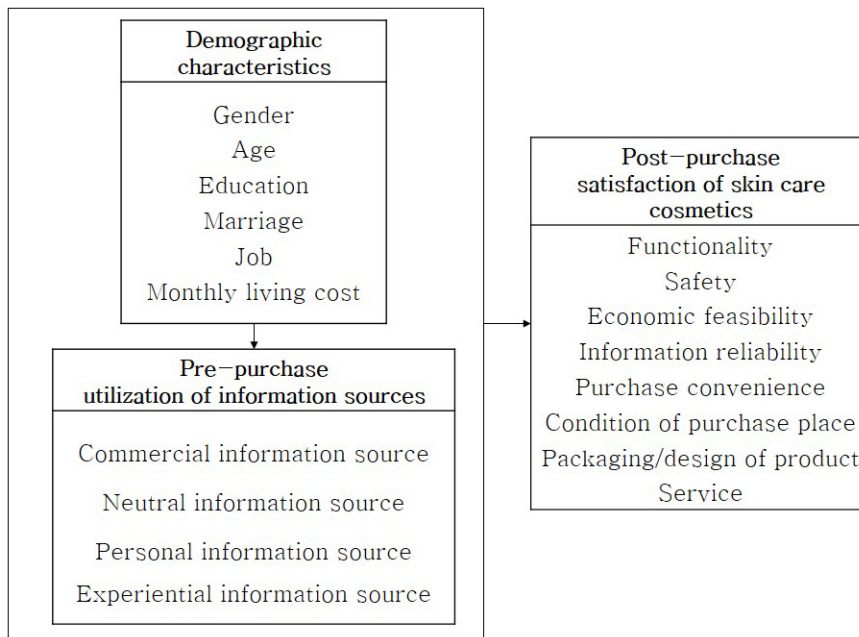 Demographic
characteristics
Gender
Age
Education
Marriage
Job
Monthly living cost
Pre-purchase
utilization of information sources
Commercial information source
Neutral information source
Personal information source
Experiential information source
Post-purchase
satisfaction of skin care
cosmetics
Functionality
Safety
Economic feasibility
Information reliability
Purchase convenience
Condition of purchase place
Packaging/design of product
Service